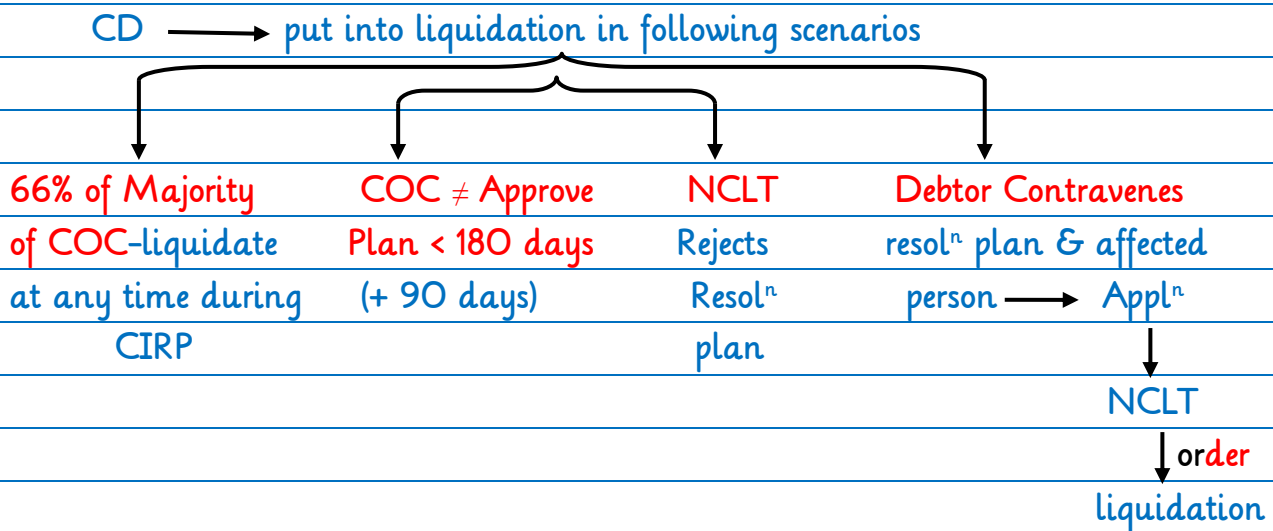 CD → put into liquidation in following scenarios
66% of Majority
of COC-liquidate
at any time during
CIRP
COC ≠ Approve
Plan < 180 days
(+ 90 days)
NCLT
Rejects
Resolⁿ
plan
Debtor Contravenes
resolⁿ plan & affected
person → Applⁿ
NCLT
order
liquidation